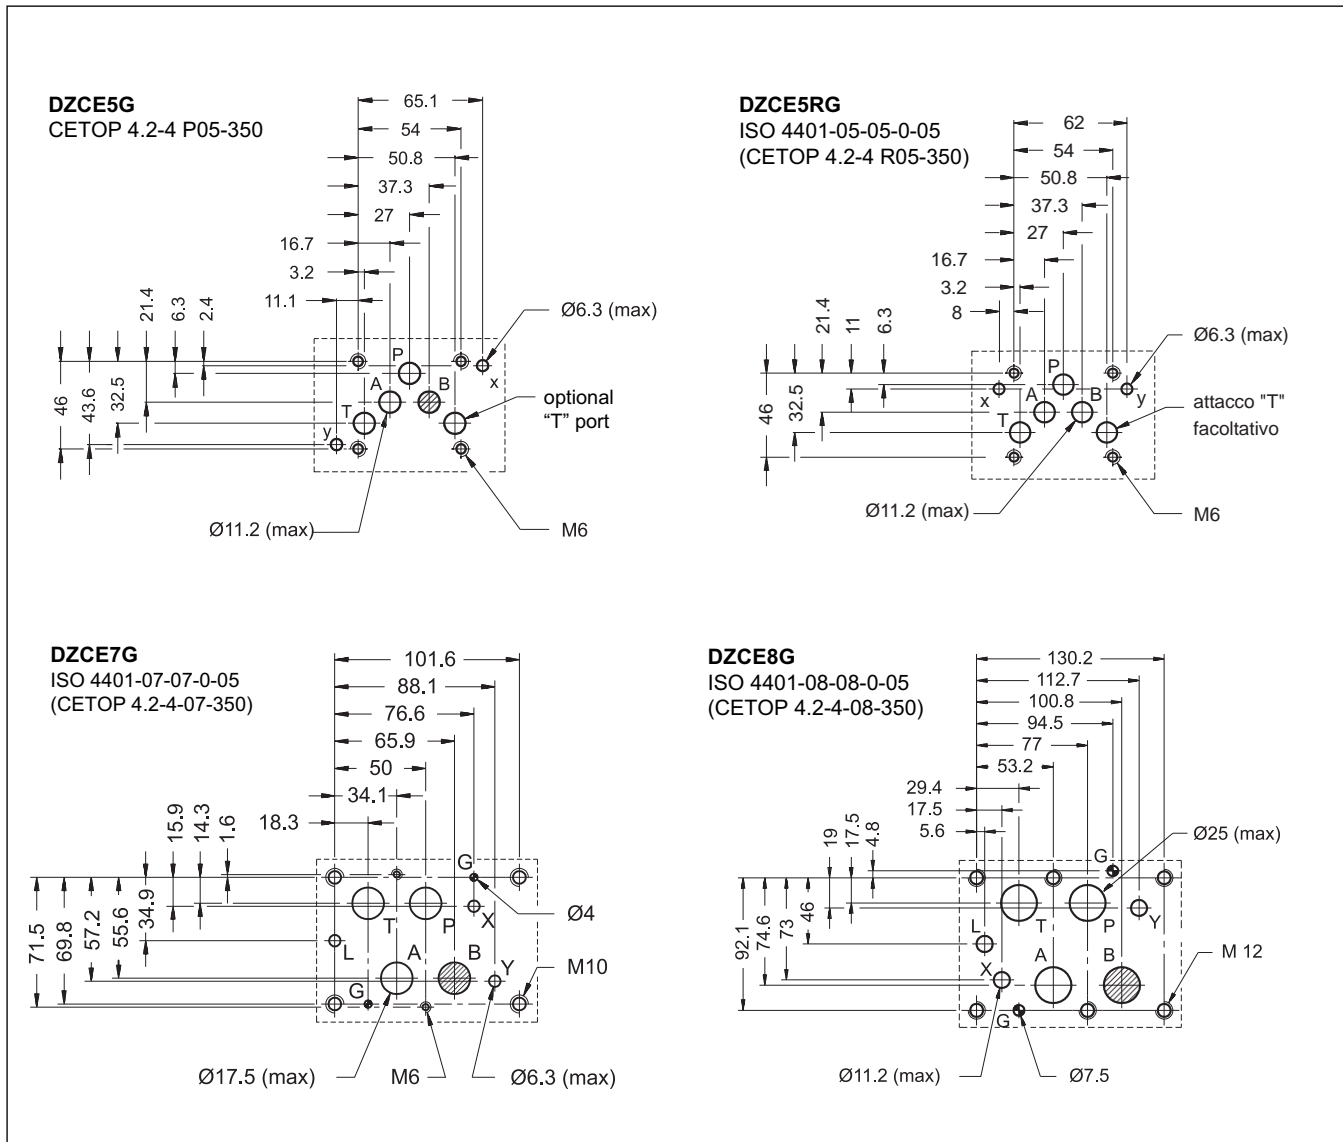 DZCE5G
CETOP 4.2-4 P05-350
65.1
54
50.8
37.3
27
16.7
3.2
11.1
21.4
6.3
2.4
46
43.6
32.5
P
A
B
T
x
y
Ø6.3 (max)
optional
“T” port
Ø11.2 (max)
M6
DZCE5RG
ISO 4401-05-05-0-05
(CETOP 4.2-4 R05-350)
62
54
50.8
37.3
27
16.7
3.2
8
21.4
11
6.3
46
32.5
P
A
B
T
x
y
Ø6.3 (max)
attacco "T"
facoltativo
Ø11.2 (max)
M6
DZCE7G
ISO 4401-07-07-0-05
(CETOP 4.2-4-07-350)
101.6
88.1
76.6
65.9
50
34.1
18.3
15.9
14.3
1.6
71.5
69.8
57.2
55.6
34.9
G
T
P
X
L
A
B
Y
G
Ø4
M10
Ø17.5 (max)
M6
Ø6.3 (max)
DZCE8G
ISO 4401-08-08-0-05
(CETOP 4.2-4-08-350)
130.2
112.7
100.8
94.5
77
53.2
29.4
17.5
5.6
19
17.5
4.8
92.1
74.6
73
46
G
T
P
Y
L
A
B
X
G
Ø25 (max)
M 12
Ø11.2 (max)
Ø7.5